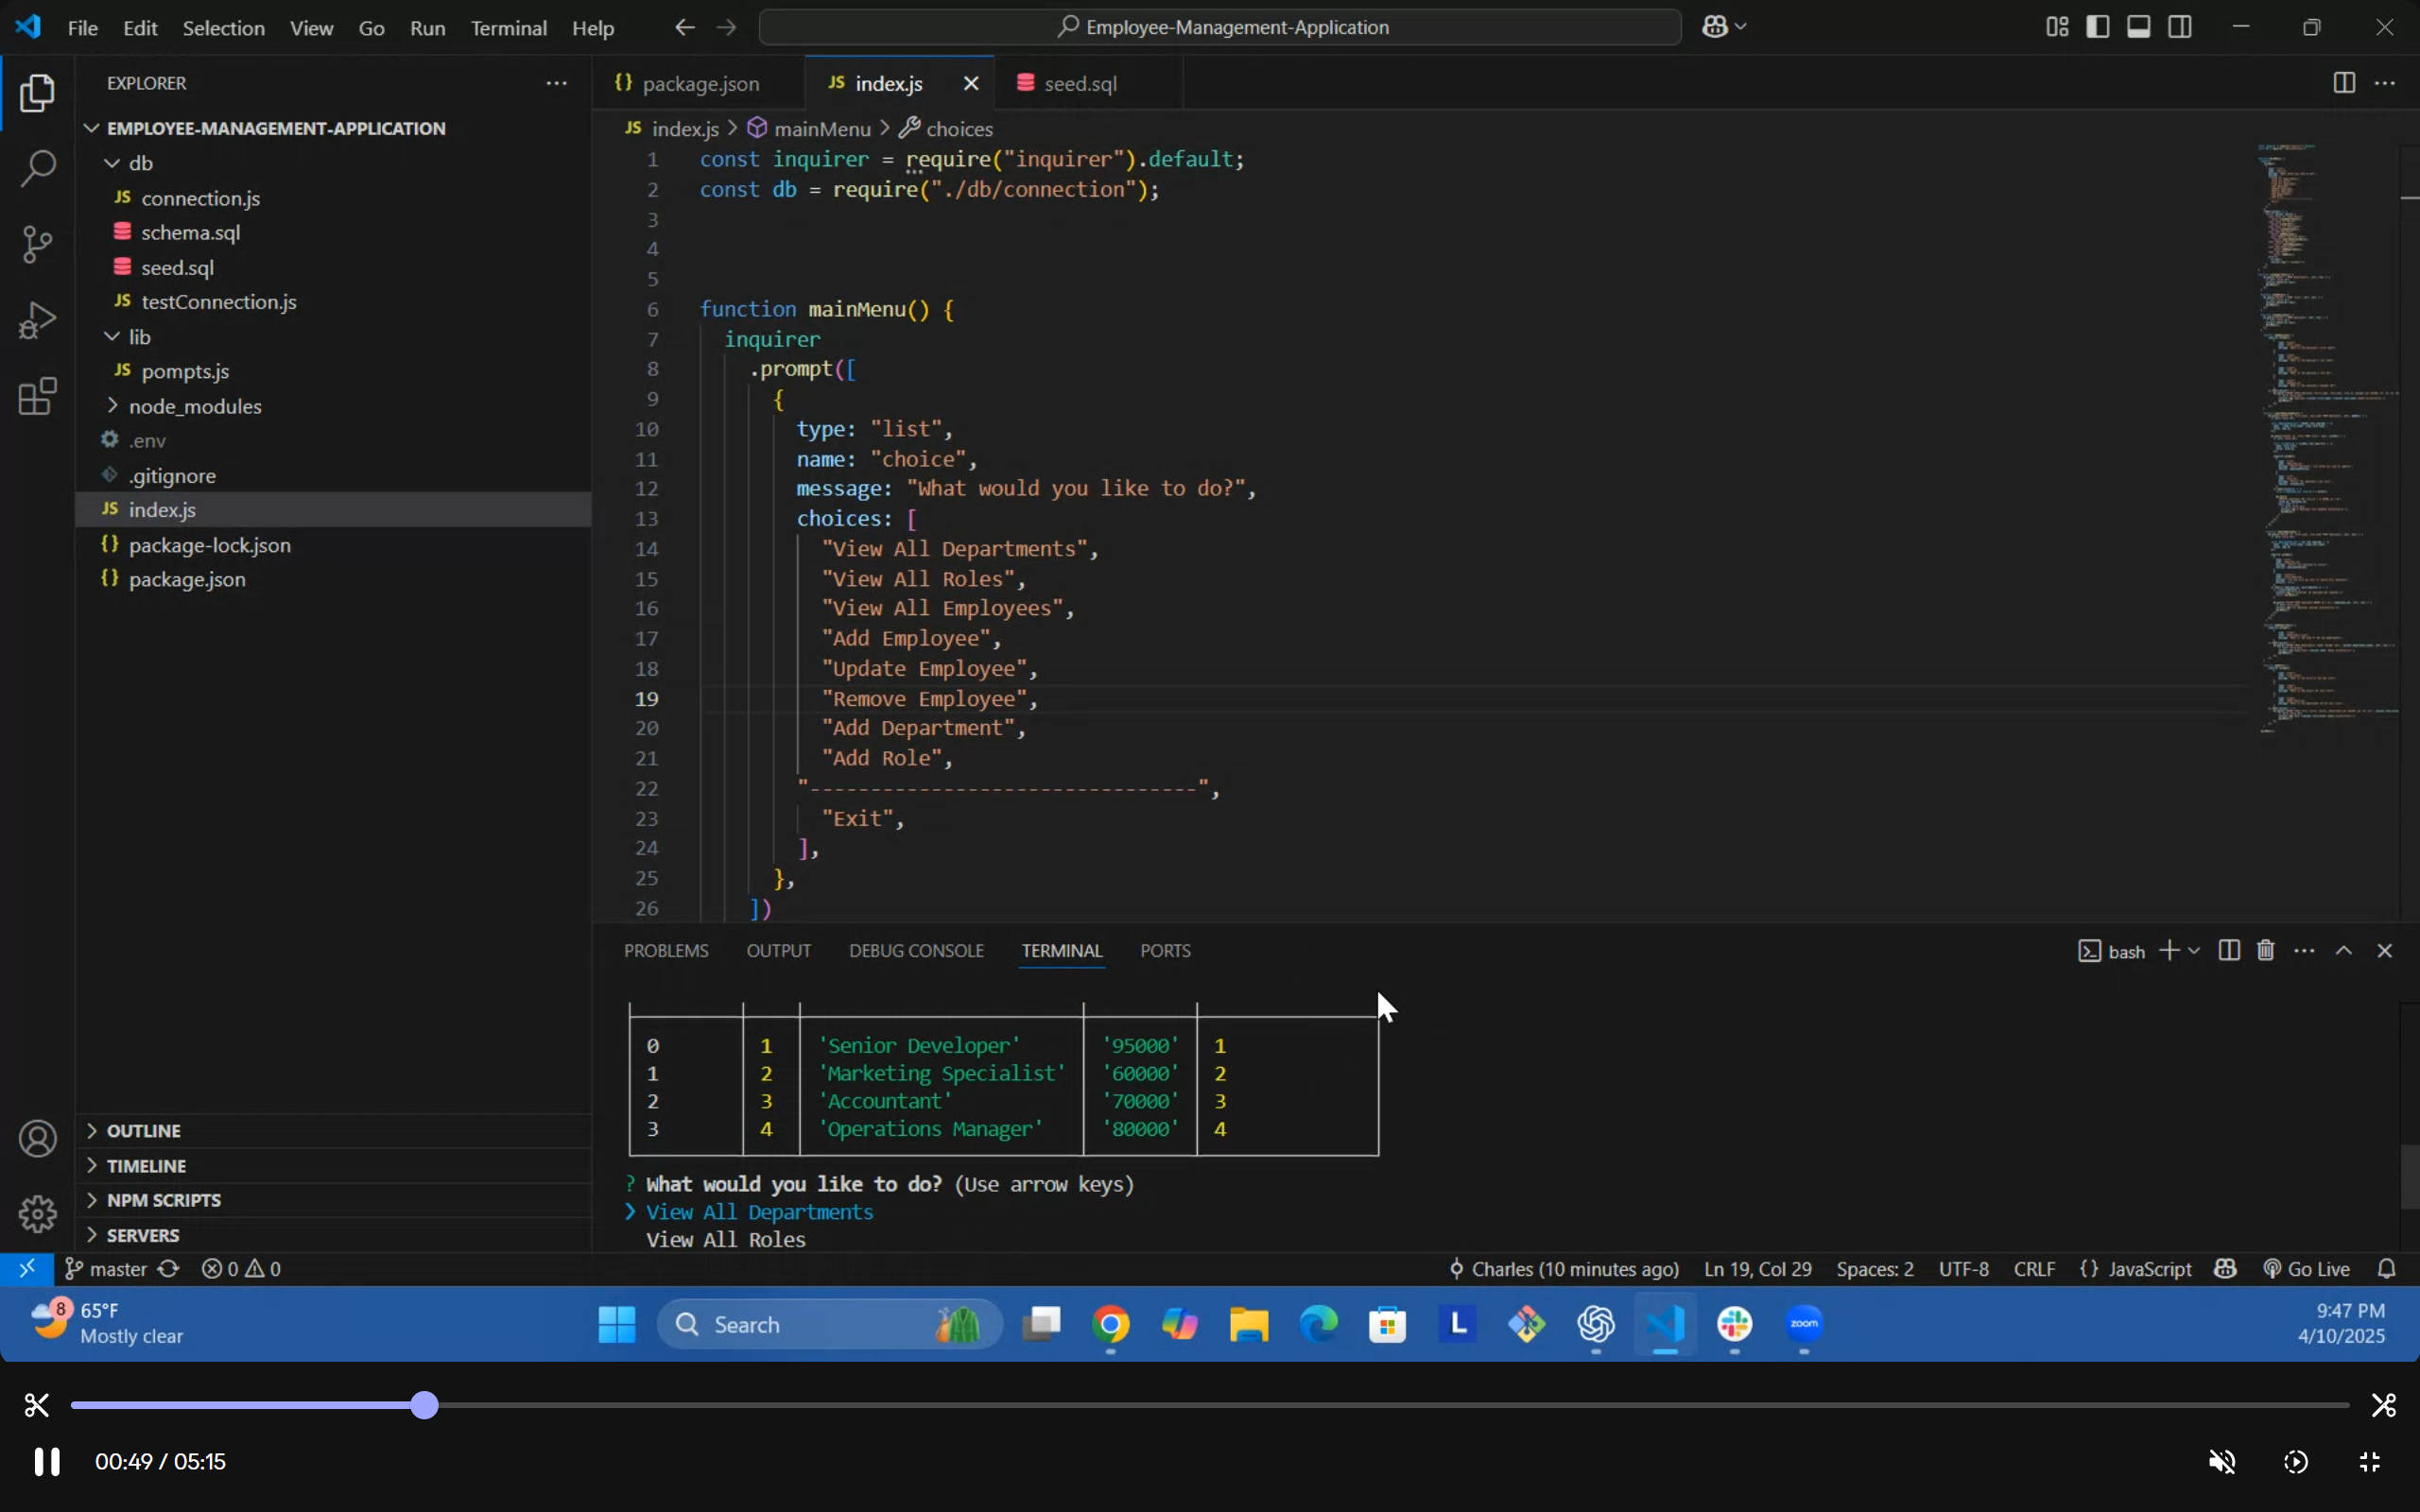 File Edit Selection View Go Run Terminal Help
Employee-Management-Application
EXPLORER
EMPLOYEE-MANAGEMENT-APPLICATION
db
JS connection.js
schema.sql
seed.sql
JS testConnection.js
lib
JS pompts.js
node_modules
.env
.gitignore
JS index.js
{} package-lock.json
{} package.json
OUTLINE
TIMELINE
NPM SCRIPTS
SERVERS
{} package.json
JS index.js
seed.sql
JS index.js > mainMenu > choices
1 const inquirer = require("inquirer").default;
2 const db = require("./db/connection");
3
4
5
6 function mainMenu() {
7 inquirer
8 .prompt([
9 {
10 type: "list",
11 name: "choice",
12 message: "What would you like to do?",
13 choices: [
14 "View All Departments",
15 "View All Roles",
16 "View All Employees",
17 "Add Employee",
18 "Update Employee",
19 "Remove Employee",
20 "Add Department",
21 "Add Role",
22 "--------------------------------",
23 "Exit",
24 ],
25 },
26 ])
PROBLEMS OUTPUT DEBUG CONSOLE TERMINAL PORTS
bash
0 1 'Senior Developer' '95000' 1
1 2 'Marketing Specialist' '60000' 2
2 3 'Accountant' '70000' 3
3 4 'Operations Manager' '80000' 4
? What would you like to do? (Use arrow keys)
> View All Departments
View All Roles
master 0 0 Charles (10 minutes ago) Ln 19, Col 29 Spaces: 2 UTF-8 CRLF {} JavaScript Go Live
8
65°F
Mostly clear
Search
L
zoom
9:47 PM
4/10/2025
00:49 / 05:15